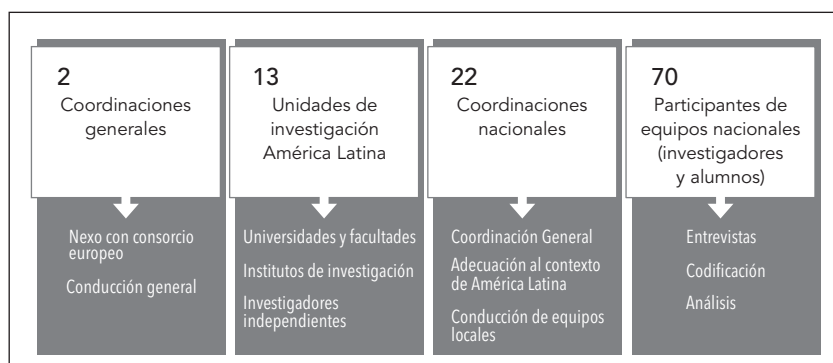 2
Coordinaciones
generales
Nexo con consorcio
europeo
Conducción general
13
Unidades de
investigación
América Latina
Universidades y facultades
Institutos de investigación
Investigadores
independientes
22
Coordinaciones
nacionales
Coordinación General
Adecuación al contexto
de América Latina
Conducción de equipos
locales
70
Participantes de
equipos nacionales
(investigadores
y alumnos)
Entrevistas
Codificación
Análisis